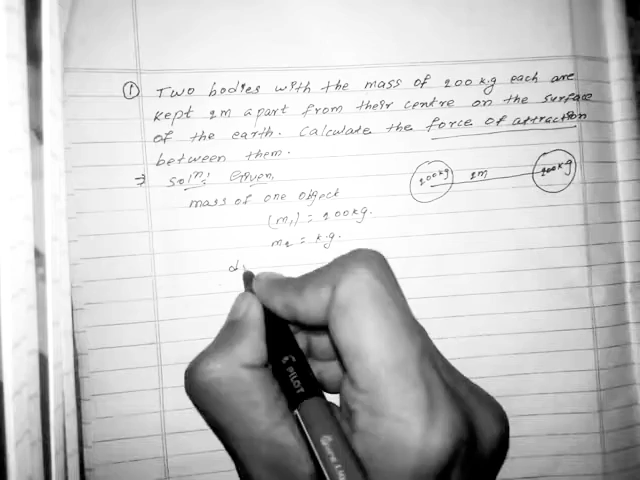 ① Two bodies with the mass of 200 kg each are
kept 2m apart from their centre on the surface
of the earth. Calculate the force of attraction
between them.
→ Solⁿ: Given,
200kg 2m 200kg
mass of one object
(m₁) = 200kg.
m₂ = kg.
d
PILOT